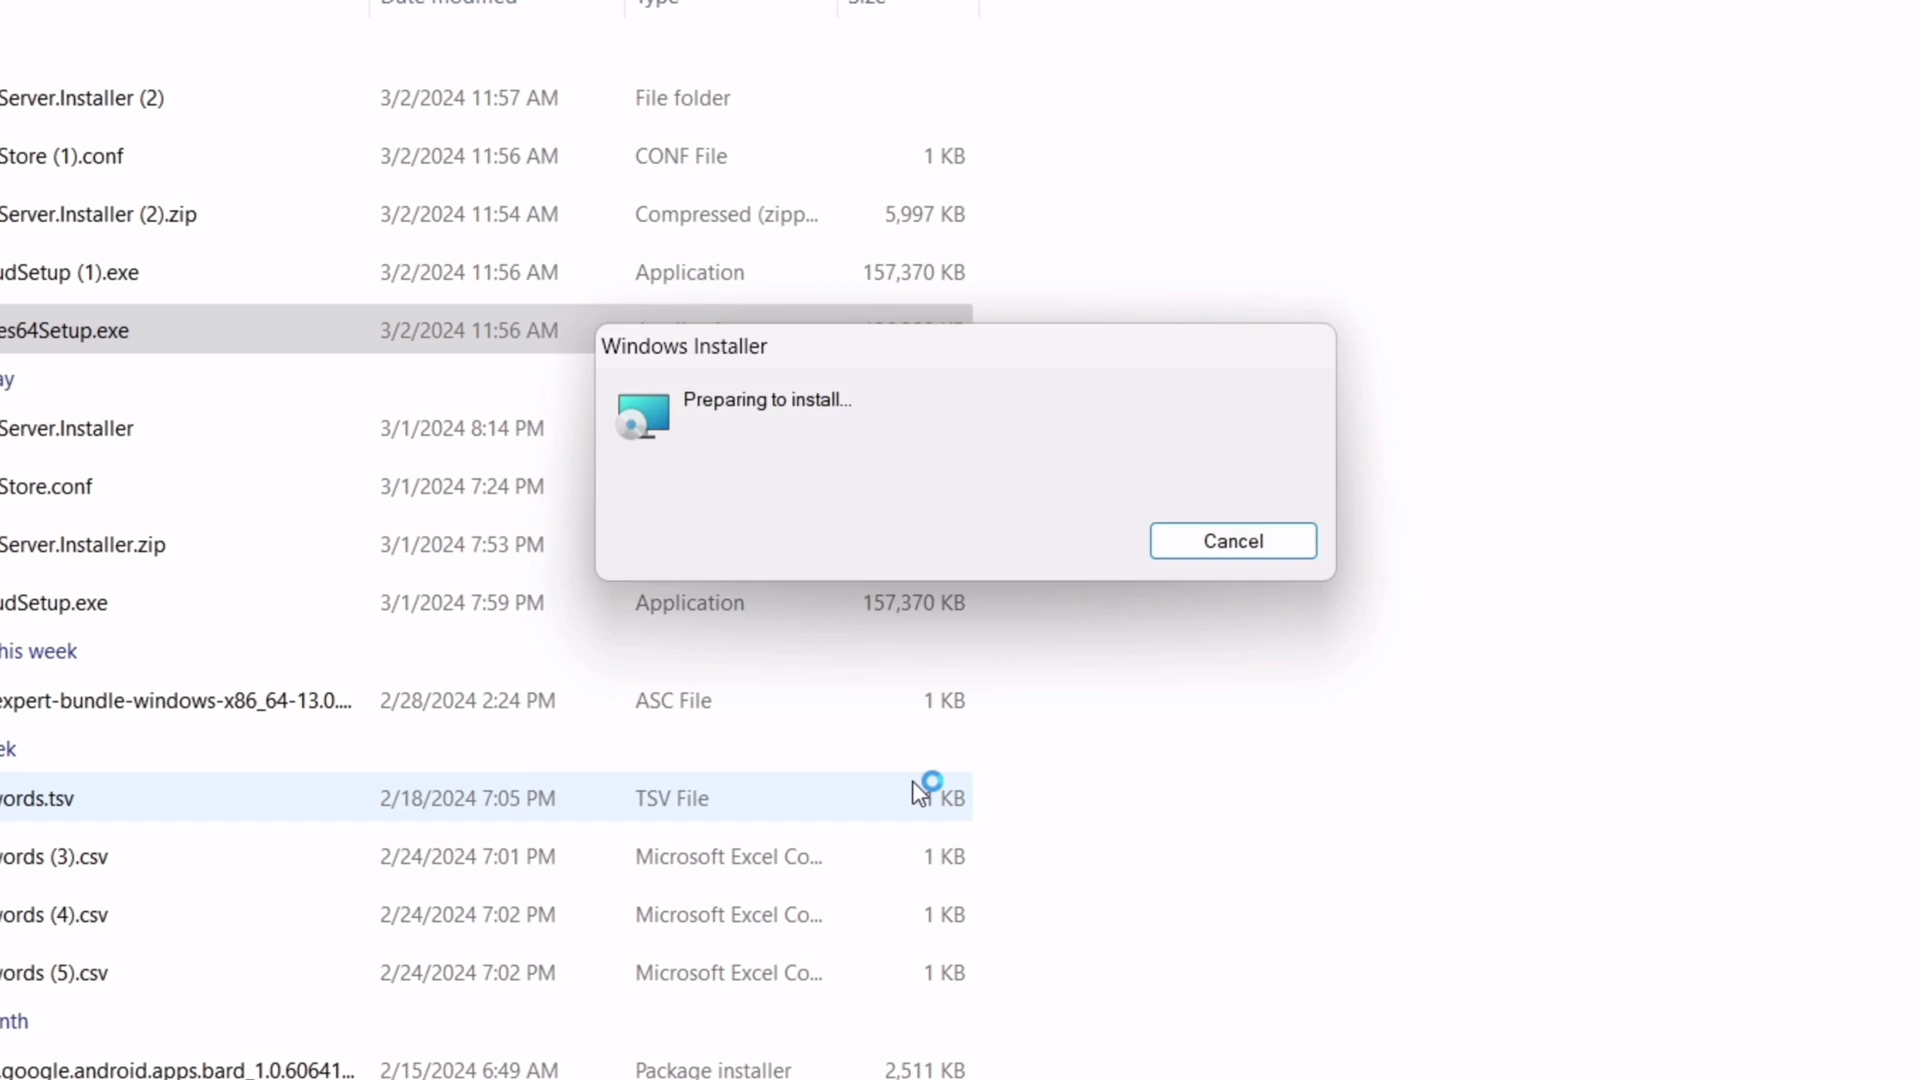 Date modified Type Size
Server.Installer (2) 3/2/2024 11:57 AM File folder
Store (1).conf 3/2/2024 11:56 AM CONF File 1 KB
Server.Installer (2).zip 3/2/2024 11:54 AM Compressed (zipp... 5,997 KB
udSetup (1).exe 3/2/2024 11:56 AM Application 157,370 KB
es64Setup.exe 3/2/2024 11:56 AM
Windows Installer
Preparing to install...
Cancel
ay
Server.Installer 3/1/2024 8:14 PM
Store.conf 3/1/2024 7:24 PM
Server.Installer.zip 3/1/2024 7:53 PM
udSetup.exe 3/1/2024 7:59 PM Application 157,370 KB
his week
expert-bundle-windows-x86_64-13.0.... 2/28/2024 2:24 PM ASC File 1 KB
ek
words.tsv 2/18/2024 7:05 PM TSV File KB
words (3).csv 2/24/2024 7:01 PM Microsoft Excel Co... 1 KB
words (4).csv 2/24/2024 7:02 PM Microsoft Excel Co... 1 KB
words (5).csv 2/24/2024 7:02 PM Microsoft Excel Co... 1 KB
nth
.google.android.apps.bard_1.0.60641... 2/15/2024 6:49 AM Package installer 2,511 KB